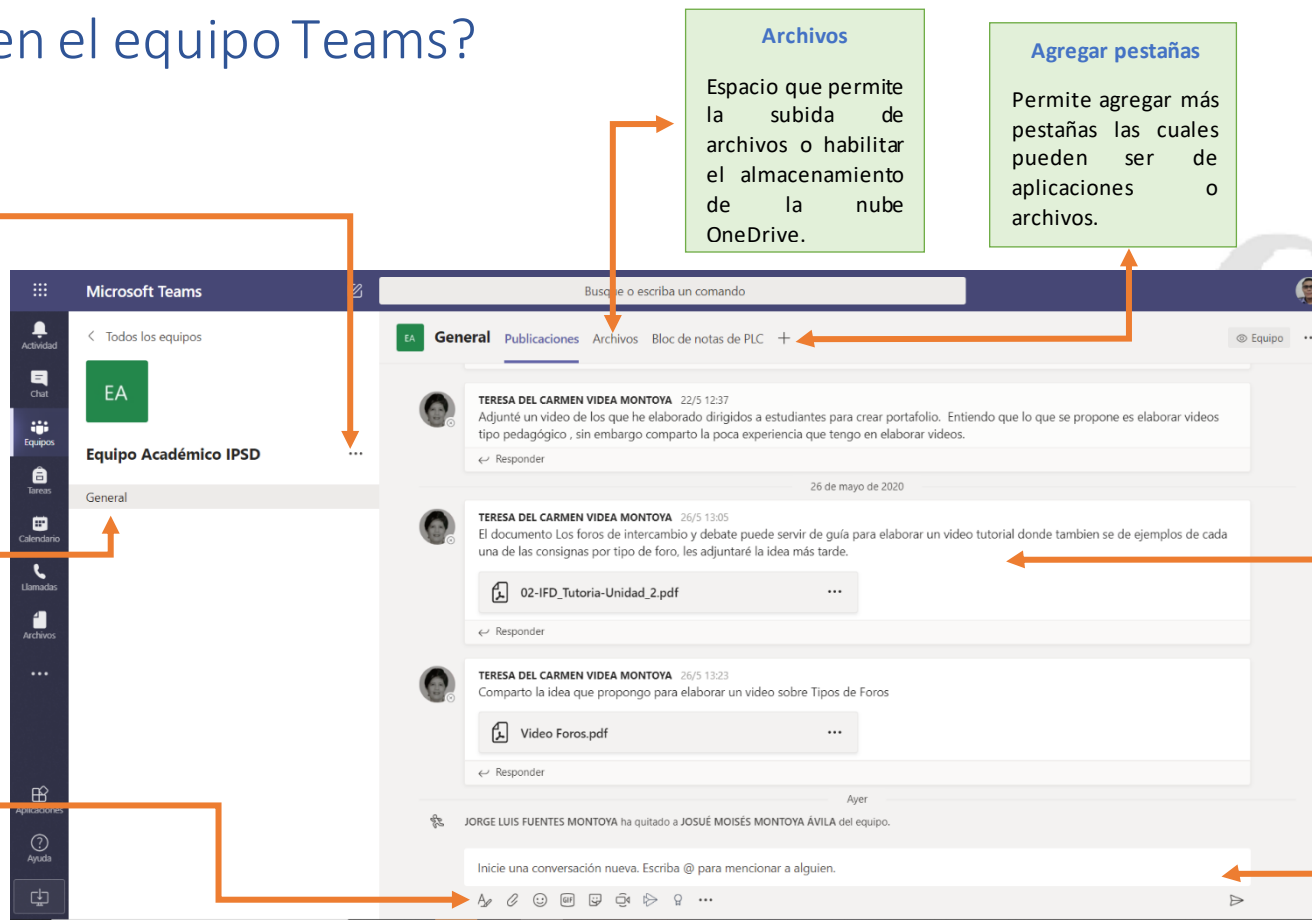 en el equipo Teams?
Archivos
Espacio que permite
la subida de
archivos o habilitar
el almacenamiento
de la nube
OneDrive.
Agregar pestañas
Permite agregar más
pestañas las cuales
pueden ser de
aplicaciones o
archivos.
Microsoft Teams
Busque o escriba un comando
Actividad
Chat
Equipos
Tareas
Calendario
Llamadas
Archivos
Aplicaciones
Ayuda
Todos los equipos
EA
Equipo Académico IPSD
General
EA General Publicaciones Archivos Bloc de notas de PLC
Equipo
TERESA DEL CARMEN VIDEA MONTOYA 22/5 12:37
Adjunté un video de los que he elaborado dirigidos a estudiantes para crear portafolio. Entiendo que lo que se propone es elaborar videos
tipo pedagógico , sin embargo comparto la poca experiencia que tengo en elaborar videos.
Responder
26 de mayo de 2020
TERESA DEL CARMEN VIDEA MONTOYA 26/5 13:05
El documento Los foros de intercambio y debate puede servir de guía para elaborar un video tutorial donde tambien se de ejemplos de cada
una de las consignas por tipo de foro, les adjuntaré la idea más tarde.
02-IFD_Tutoria-Unidad_2.pdf
Responder
TERESA DEL CARMEN VIDEA MONTOYA 26/5 13:23
Comparto la idea que propongo para elaborar un video sobre Tipos de Foros
Video Foros.pdf
Responder
Ayer
JORGE LUIS FUENTES MONTOYA ha quitado a JOSUÉ MOISÉS MONTOYA ÁVILA del equipo.
Inicie una conversación nueva. Escriba @ para mencionar a alguien.
GIF